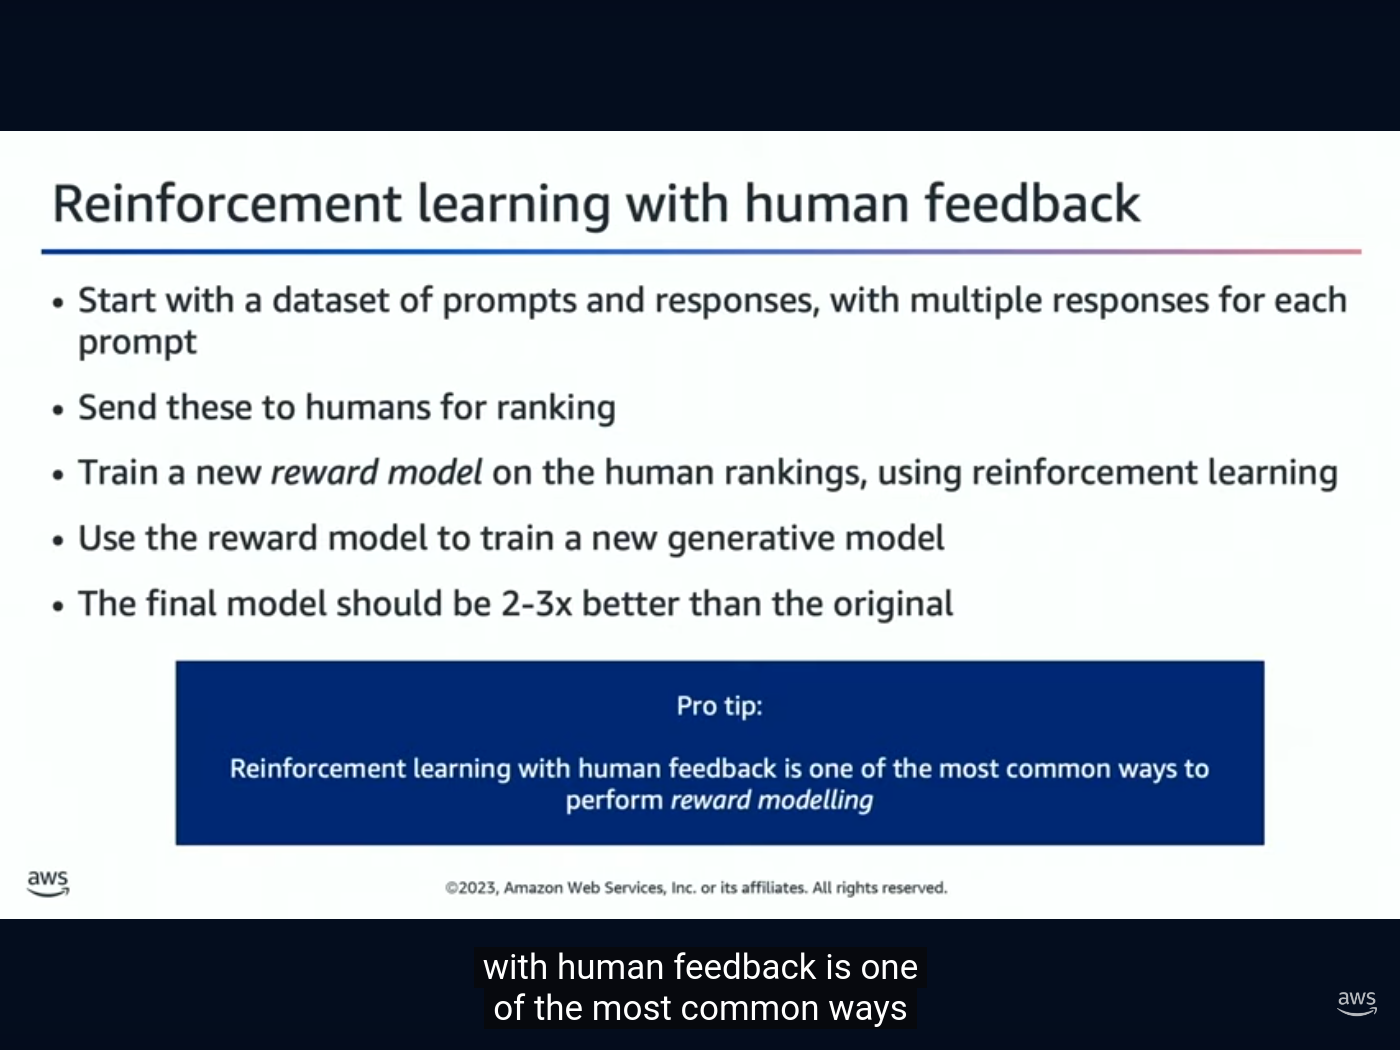 Reinforcement learning with human feedback
• Start with a dataset of prompts and responses, with multiple responses for each
prompt
• Send these to humans for ranking
• Train a new reward model on the human rankings, using reinforcement learning
• Use the reward model to train a new generative model
• The final model should be 2-3x better than the original
Pro tip:
Reinforcement learning with human feedback is one of the most common ways to
perform reward modelling
aws
©2023, Amazon Web Services, Inc. or its affiliates. All rights reserved.
with human feedback is one
of the most common ways
aws